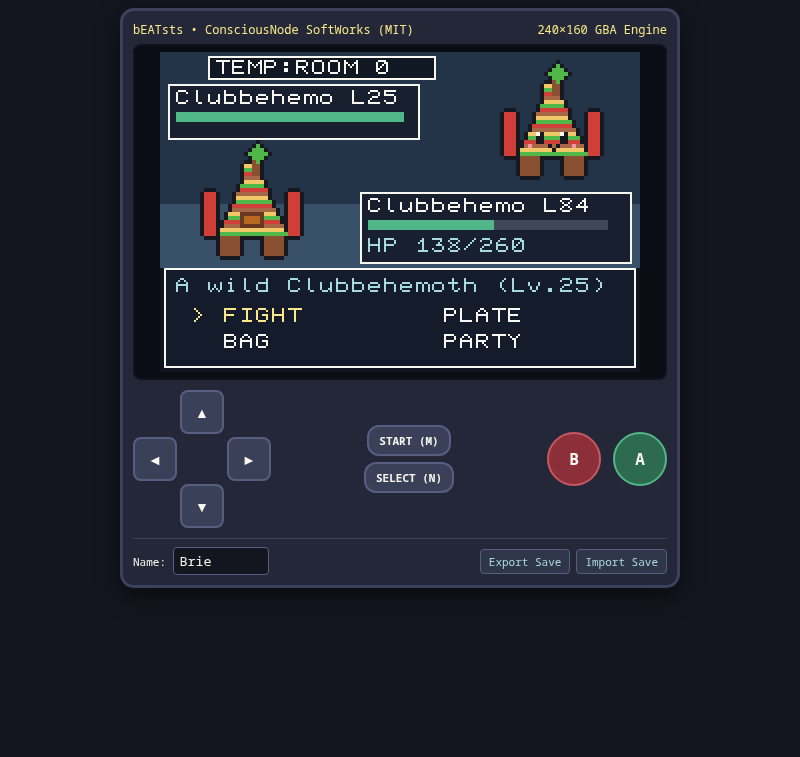 bEATsts • ConsciousNode SoftWorks (MIT)
240×160 GBA Engine
TEMP:ROOM 0
Clubbehemo L25
Clubbehemo L84
HP 138/260
A wild Clubbehemoth (Lv.25)
> FIGHT
PLATE
BAG
PARTY
▲
◀
▶
▼
START (M)
SELECT (N)
B
A
Name:
Brie
Export Save
Import Save